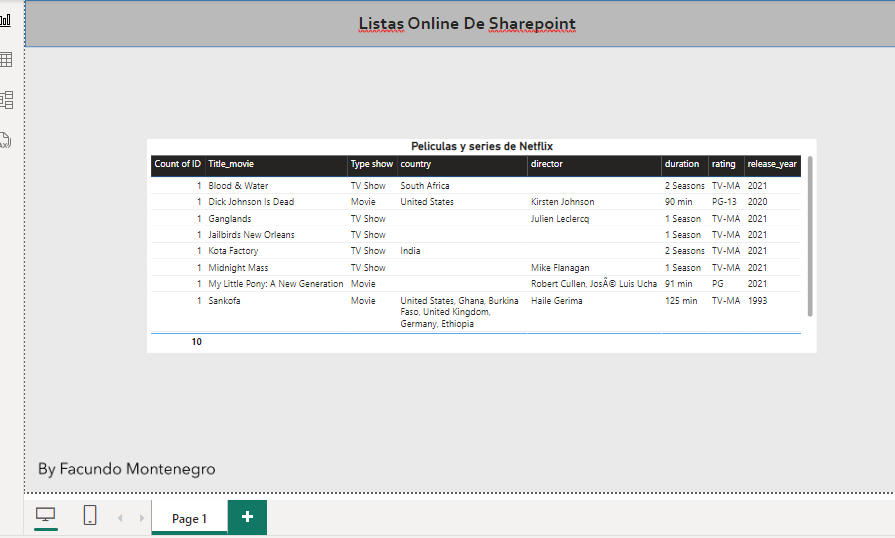 Listas Online De Sharepoint
Peliculas y series de Netflix
Count of ID Title_movie Type show country director duration rating release_year
1 Blood & Water TV Show South Africa 2 Seasons TV-MA 2021
1 Dick Johnson Is Dead Movie United States Kirsten Johnson 90 min PG-13 2020
1 Ganglands TV Show Julien Leclercq 1 Season TV-MA 2021
1 Jailbirds New Orleans TV Show 1 Season TV-MA 2021
1 Kota Factory TV Show India 2 Seasons TV-MA 2021
1 Midnight Mass TV Show Mike Flanagan 1 Season TV-MA 2021
1 My Little Pony: A New Generation Movie Robert Cullen, JosÃ© Luis Ucha 91 min PG 2021
1 Sankofa Movie United States, Ghana, Burkina Haile Gerima 125 min TV-MA 1993
Faso, United Kingdom,
Germany, Ethiopia
10
By Facundo Montenegro
Page 1